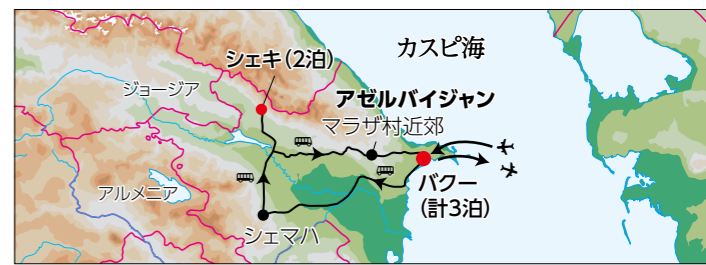 シェキ(2泊)
カスピ海
ジョージア
アゼルバイジャン
マラザ村近郊
アルメニア
バクー
(計3泊)
シェマハ